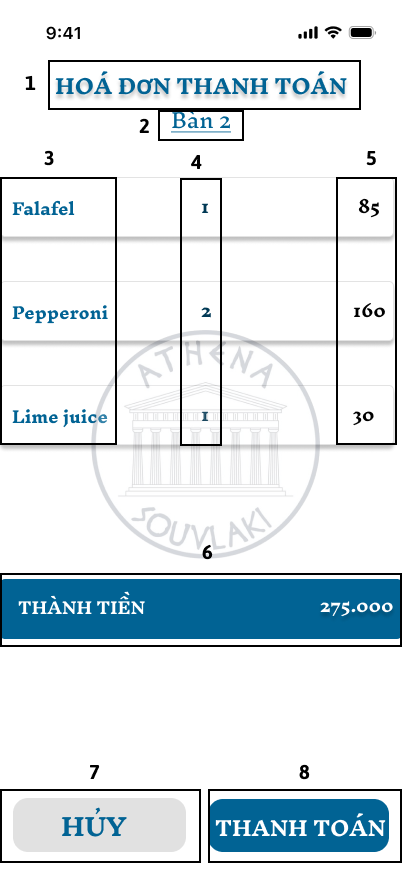 9:41
1 HOÁ ĐƠN THANH TOÁN
2 Bàn 2
3 4 5
Falafel 1 85
Pepperoni 2 160
ATHENA
Lime juice 1 30
SOUVLAKI
6
THÀNH TIỀN 275.000
7 8
HỦY THANH TOÁN